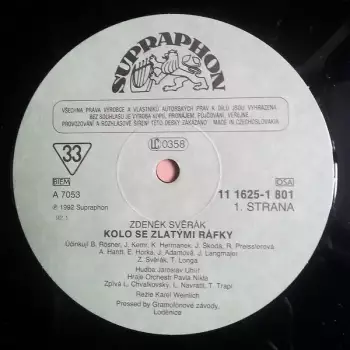 SUPRAPHON
VŠECHNA PRÁVA VÝROBCE A VLASTNÍKŮ AUTORSKÝCH PRÁV K DÍLU JSOU VYHRAZENA.
BEZ SOUHLASU JE VÝROBA KOPIÍ, PRONÁJEM, PŮJČOVÁNÍ, VEŘEJNÉ
PROVOZOVÁNÍ A ROZHLASOVÉ ŠÍŘENÍ TÉTO DESKY ZAKÁZÁNO. MADE IN CZECHOSLOVAKIA
33
LC 0358
BIEM
OSA
A 7053
11 1625-1 801
℗ 1992 Supraphon
1. STRANA
ZDENĚK SVĚRÁK
KOLO SE ZLATÝMI RÁFKY
Účinkují B. Rösner, J. Kemr, K. Heřmánek, J. Škoda, R. Preisslerová
A. Hardt, E. Horka, J. Adamová, J. Langmajer
Z. Svěrák, T. Longa
Hudba Jaroslav Uhlíř
Hraje Orchestr Pavla Nikla
Zpívá L. Chvalkovský, L. Navrátil, T. Trapl
Režie Karel Weinlich
Pressed by Gramofonové závody,
Loděnice